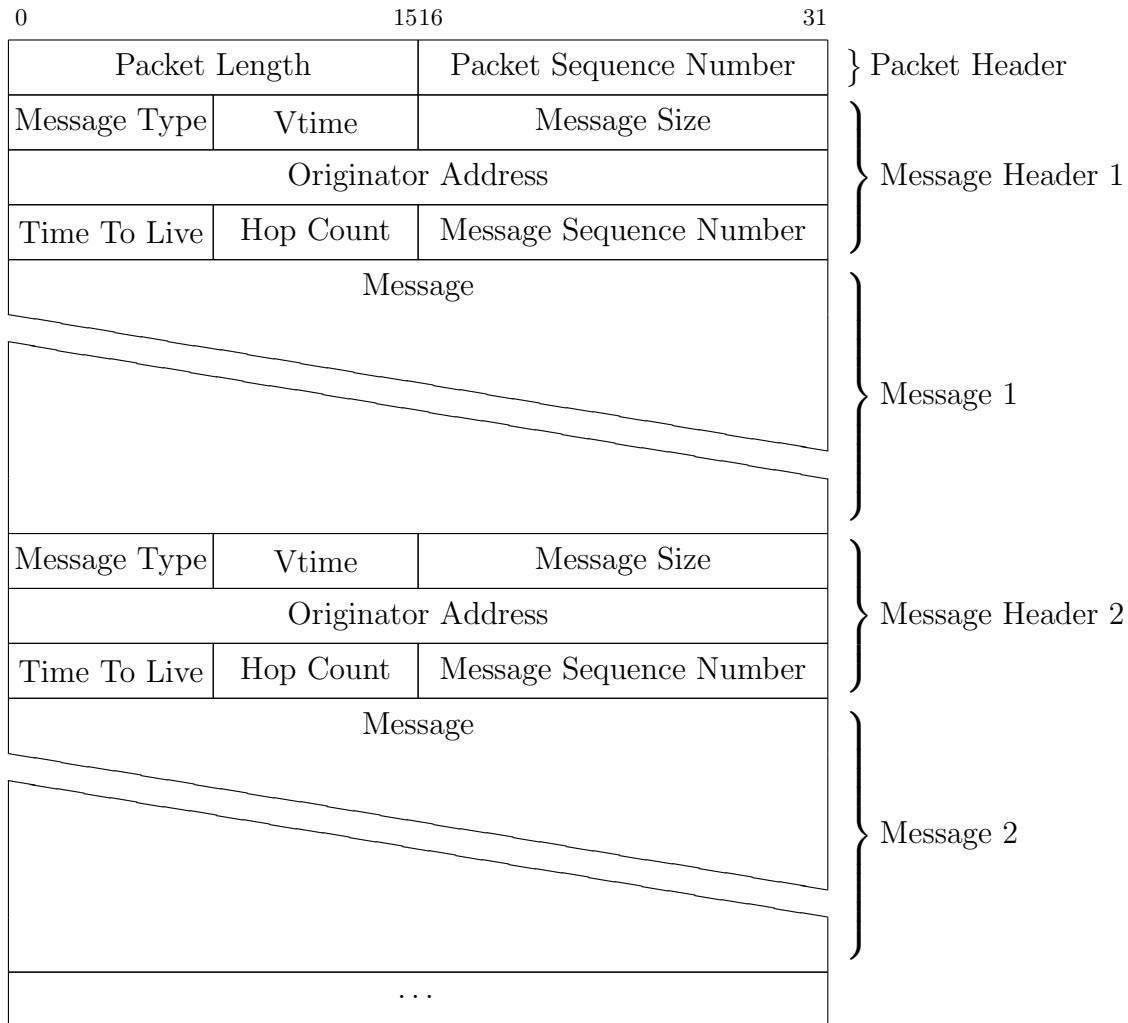 0 1516 31
Packet Length Packet Sequence Number } Packet Header
Message Type Vtime Message Size
Originator Address Message Header 1
Time To Live Hop Count Message Sequence Number
Message
Message 1
Message Type Vtime Message Size
Originator Address Message Header 2
Time To Live Hop Count Message Sequence Number
Message
Message 2
...